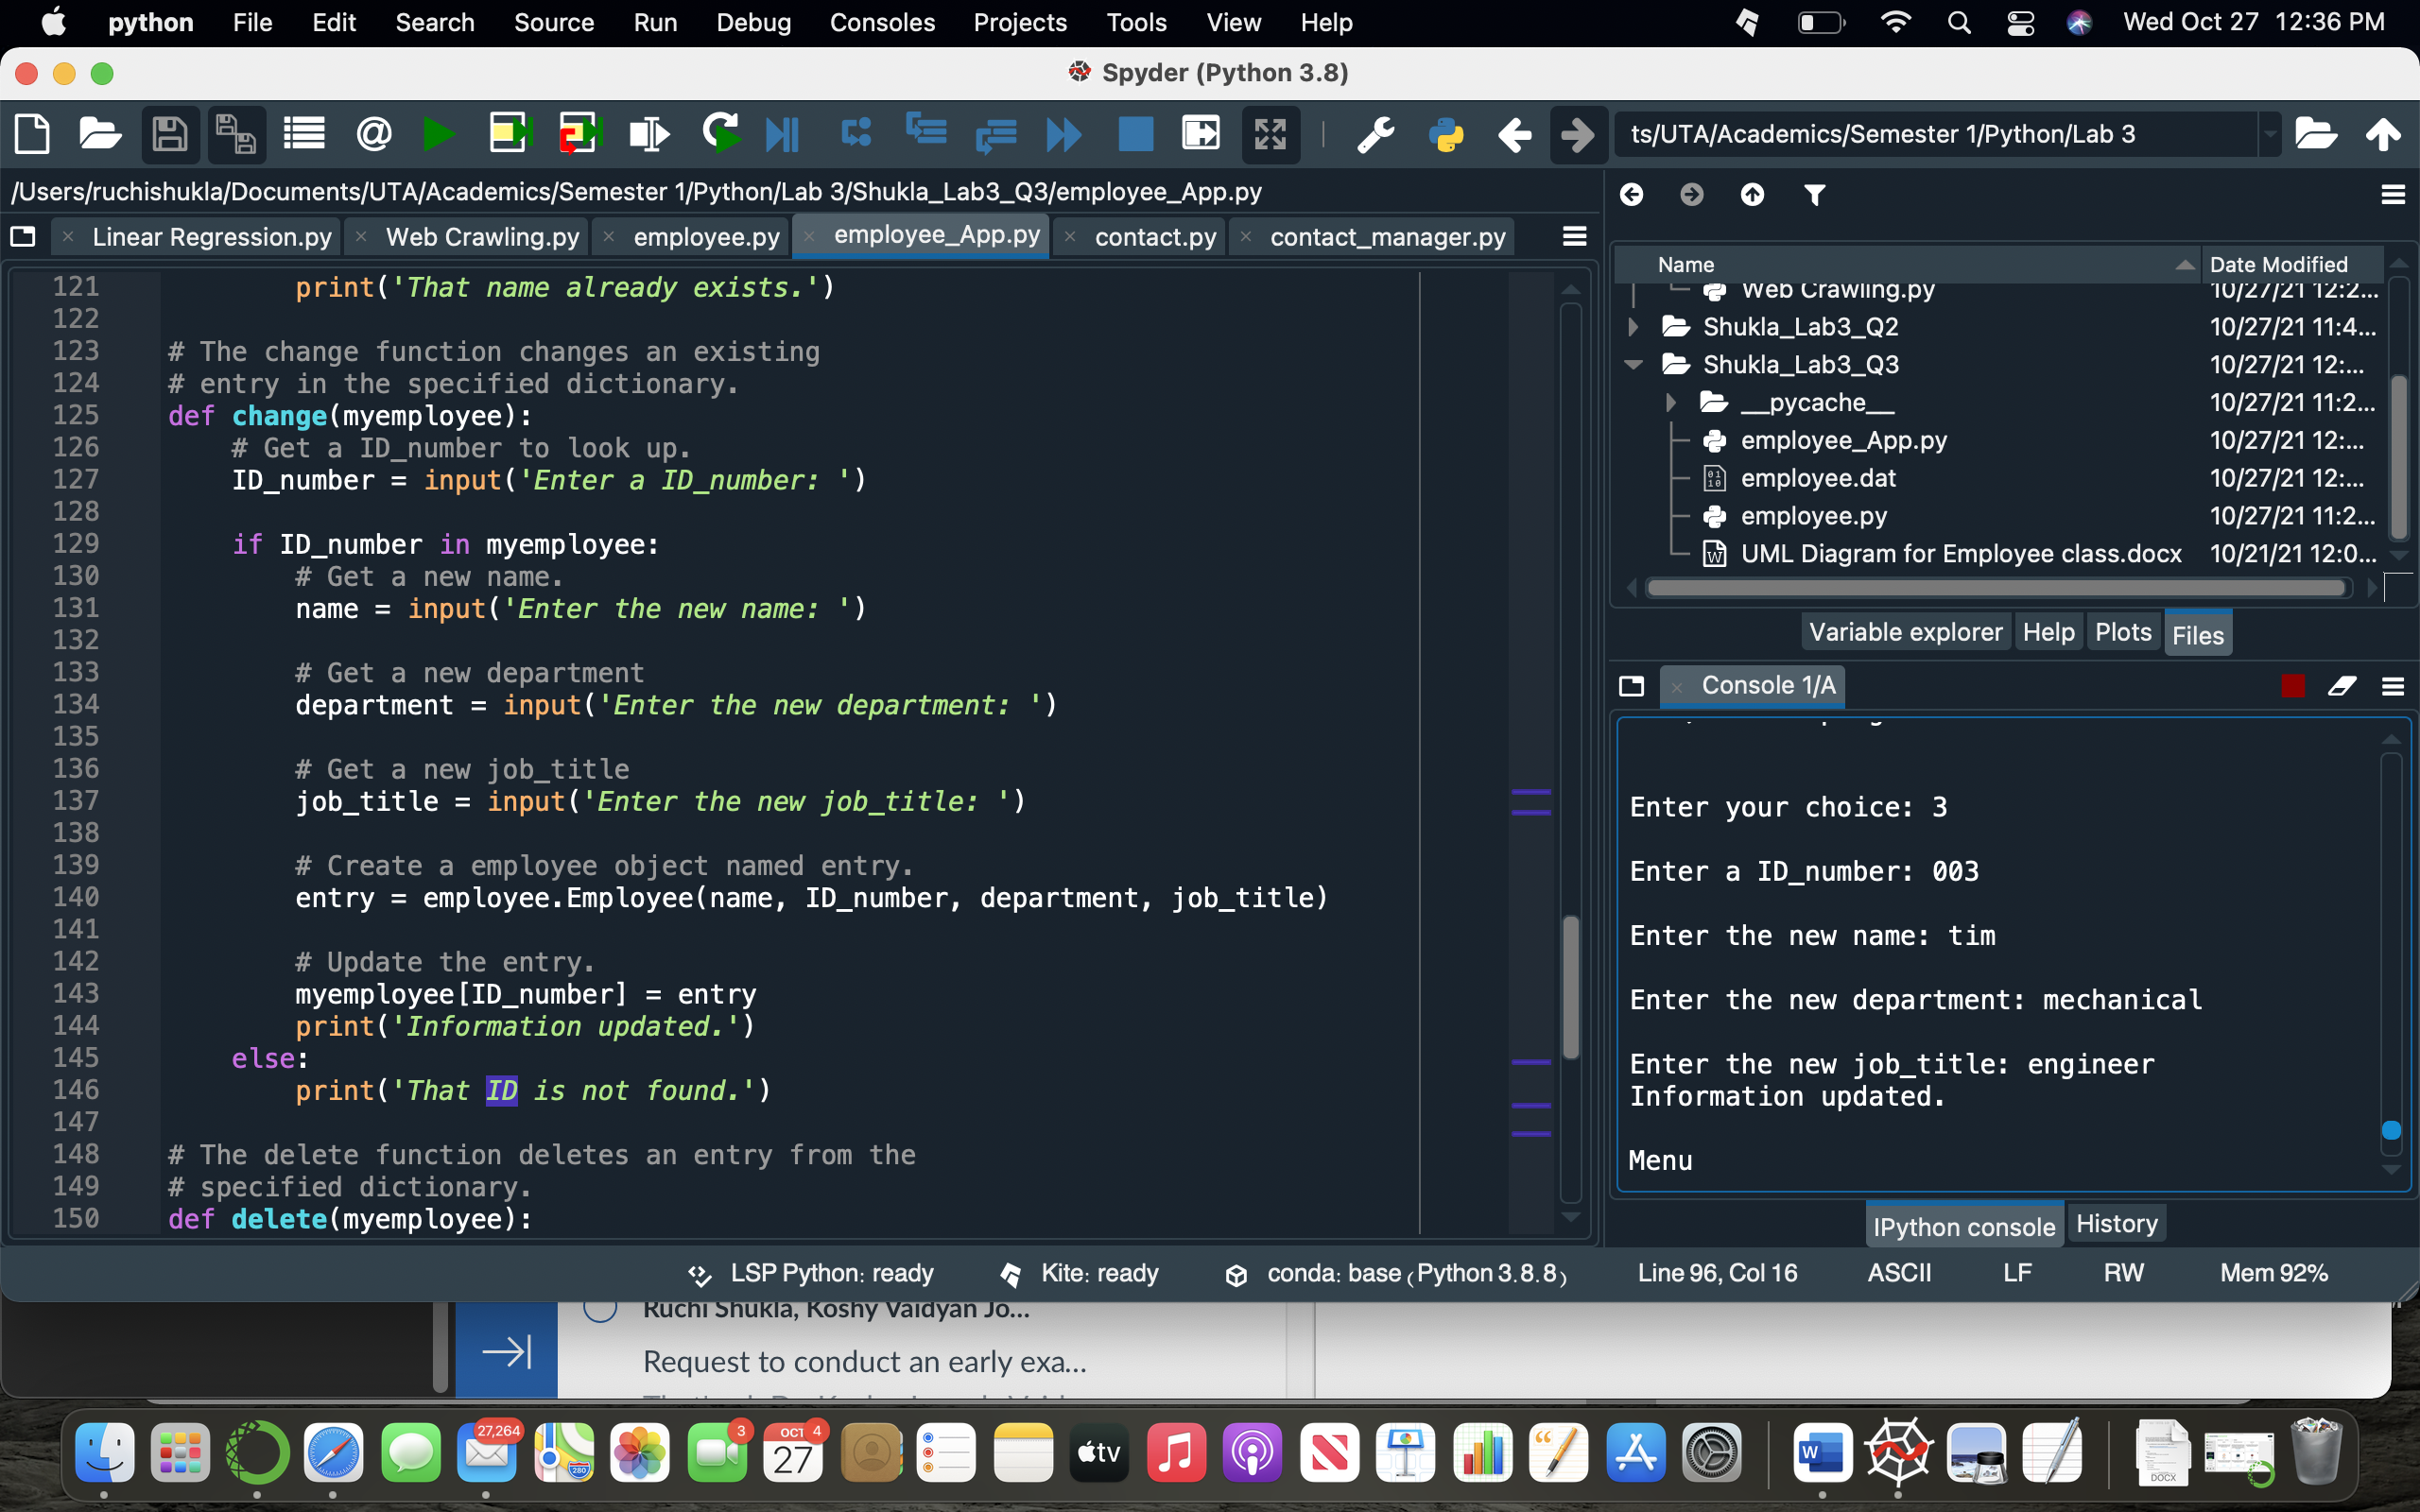 python File Edit Search Source Run Debug Consoles Projects Tools View Help Wed Oct 27 12:36 PM
Spyder (Python 3.8)
ts/UTA/Academics/Semester 1/Python/Lab 3
/Users/ruchishukla/Documents/UTA/Academics/Semester 1/Python/Lab 3/Shukla_Lab3_Q3/employee_App.py
Linear Regression.py Web Crawling.py employee.py employee_App.py contact.py contact_manager.py
121 print('That name already exists.')
122
123 # The change function changes an existing
124 # entry in the specified dictionary.
125 def change(myemployee):
126 # Get a ID_number to look up.
127 ID_number = input('Enter a ID_number: ')
128
129 if ID_number in myemployee:
130 # Get a new name.
131 name = input('Enter the new name: ')
132
133 # Get a new department
134 department = input('Enter the new department: ')
135
136 # Get a new job_title
137 job_title = input('Enter the new job_title: ')
138
139 # Create a employee object named entry.
140 entry = employee.Employee(name, ID_number, department, job_title)
141
142 # Update the entry.
143 myemployee[ID_number] = entry
144 print('Information updated.')
145 else:
146 print('That ID is not found.')
147
148 # The delete function deletes an entry from the
149 # specified dictionary.
150 def delete(myemployee):
Name Date Modified
Web Crawling.py 10/27/21 12:2...
Shukla_Lab3_Q2 10/27/21 11:4...
Shukla_Lab3_Q3 10/27/21 12:...
__pycache__ 10/27/21 11:2...
employee_App.py 10/27/21 12:...
employee.dat 10/27/21 12:...
employee.py 10/27/21 11:2...
UML Diagram for Employee class.docx 10/21/21 12:0...
Variable explorer Help Plots Files
Console 1/A
Enter your choice: 3
Enter a ID_number: 003
Enter the new name: tim
Enter the new department: mechanical
Enter the new job_title: engineer
Information updated.
Menu
IPython console History
LSP Python: ready Kite: ready conda: base (Python 3.8.8) Line 96, Col 16 ASCII LF RW Mem 92%
Ruchi Shukla, Koshy Vaidyan Jo...
Request to conduct an early exa...
27,264 3 OCT 4
27
280
tv
W
DOCX